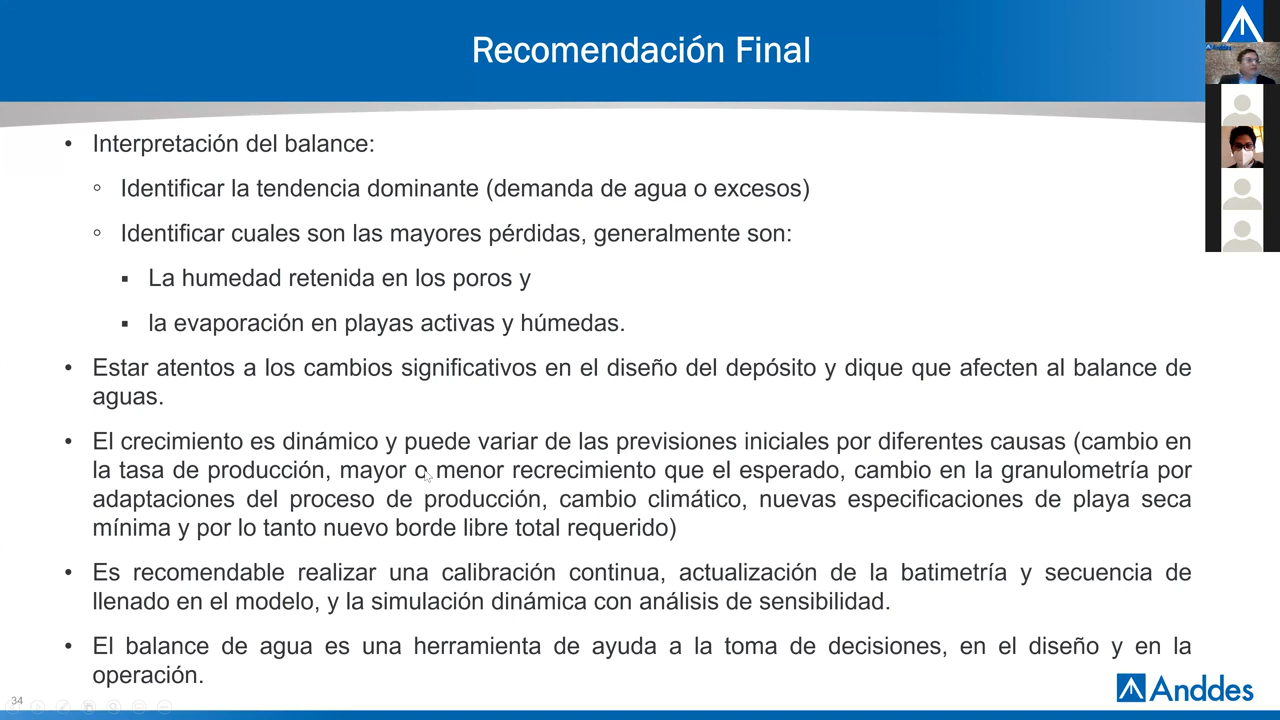 Recomendación Final
• Interpretación del balance:
◦ Identificar la tendencia dominante (demanda de agua o excesos)
◦ Identificar cuales son las mayores pérdidas, generalmente son:
▪ La humedad retenida en los poros y
▪ la evaporación en playas activas y húmedas.
• Estar atentos a los cambios significativos en el diseño del depósito y dique que afecten al balance de
aguas.
• El crecimiento es dinámico y puede variar de las previsiones iniciales por diferentes causas (cambio en
la tasa de producción, mayor o menor recrecimiento que el esperado, cambio en la granulometría por
adaptaciones del proceso de producción, cambio climático, nuevas especificaciones de playa seca
mínima y por lo tanto nuevo borde libre total requerido)
• Es recomendable realizar una calibración continua, actualización de la batimetría y secuencia de
llenado en el modelo, y la simulación dinámica con análisis de sensibilidad.
• El balance de agua es una herramienta de ayuda a la toma de decisiones, en el diseño y en la
operación.
34
Anddes
Anddes